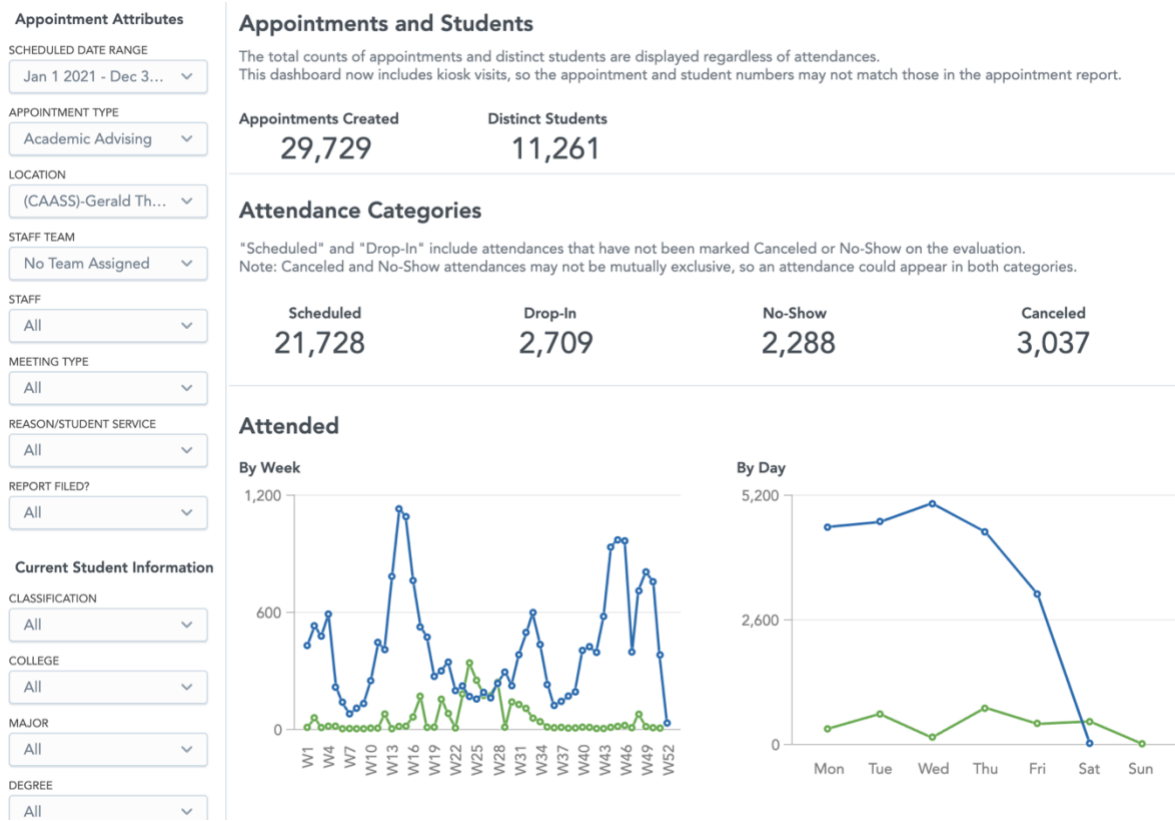 Appointment Attributes
SCHEDULED DATE RANGE
Jan 1 2021 - Dec 3...
APPOINTMENT TYPE
Academic Advising
LOCATION
(CAASS)-Gerald Th...
STAFF TEAM
No Team Assigned
STAFF
All
MEETING TYPE
All
REASON/STUDENT SERVICE
All
REPORT FILED?
All
Current Student Information
CLASSIFICATION
All
COLLEGE
All
MAJOR
All
DEGREE
All
Appointments and Students
The total counts of appointments and distinct students are displayed regardless of attendances.
This dashboard now includes kiosk visits, so the appointment and student numbers may not match those in the appointment report.
Appointments Created Distinct Students
29,729 11,261
Attendance Categories
"Scheduled" and "Drop-In" include attendances that have not been marked Canceled or No-Show on the evaluation.
Note: Canceled and No-Show attendances may not be mutually exclusive, so an attendance could appear in both categories.
Scheduled Drop-In No-Show Canceled
21,728 2,709 2,288 3,037
Attended
By Week
1,200
600
0
W1 W4 W7 W10 W13 W16 W19 W22 W25 W28 W31 W34 W37 W40 W43 W46 W49 W52
By Day
5,200
2,600
0
Mon Tue Wed Thu Fri Sat Sun